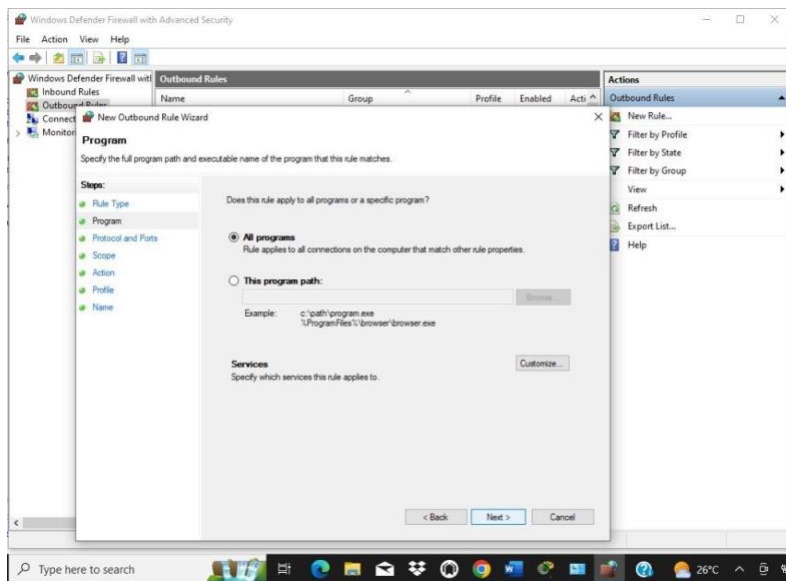 Windows Defender Firewall with Advanced Security
File Action View Help
Windows Defender Firewall with
Inbound Rules
Outbound Rules
Connect
Monitor
Outbound Rules
Name Group Profile Enabled Acti
New Outbound Rule Wizard
Program
Specify the full program path and executable name of the program that this rule matches.
Steps:
Rule Type
Program
Protocol and Ports
Scope
Action
Profile
Name
Does this rule apply to all programs or a specific program?
All programs
Rule applies to all connections on the computer that match other rule properties.
This program path:
Browse...
Example: c:\path\program.exe
%ProgramFiles%\browser\browser.exe
Services
Specify which services this rule applies to.
Customize...
< Back Next > Cancel
Actions
Outbound Rules
New Rule...
Filter by Profile
Filter by State
Filter by Group
View
Refresh
Export List...
Help
Type here to search
26°C